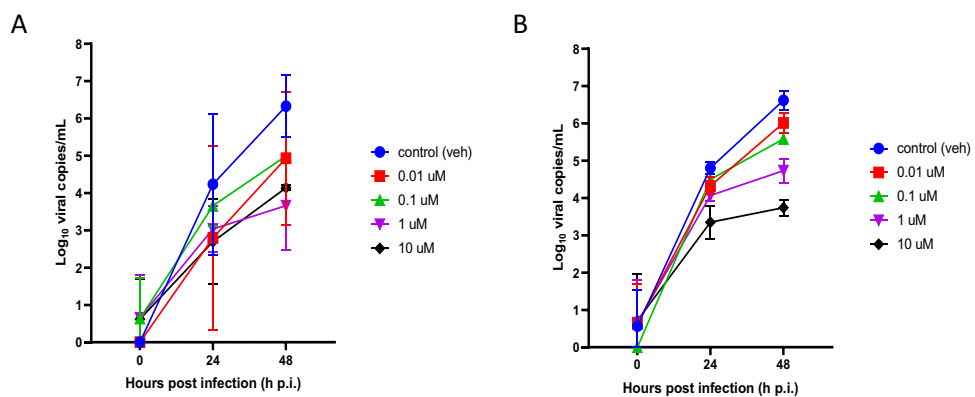 A
Log10 viral copies/mL
8
7
6
5
4
3
2
1
0
0 24 48
Hours post infection (h p.i.)
control (veh)
0.01 uM
0.1 uM
1 uM
10 uM
B
Log10 viral copies/mL
8
7
6
5
4
3
2
1
0
0 24 48
Hours post infection (h p.i.)
control (veh)
0.01 uM
0.1 uM
1 uM
10 uM